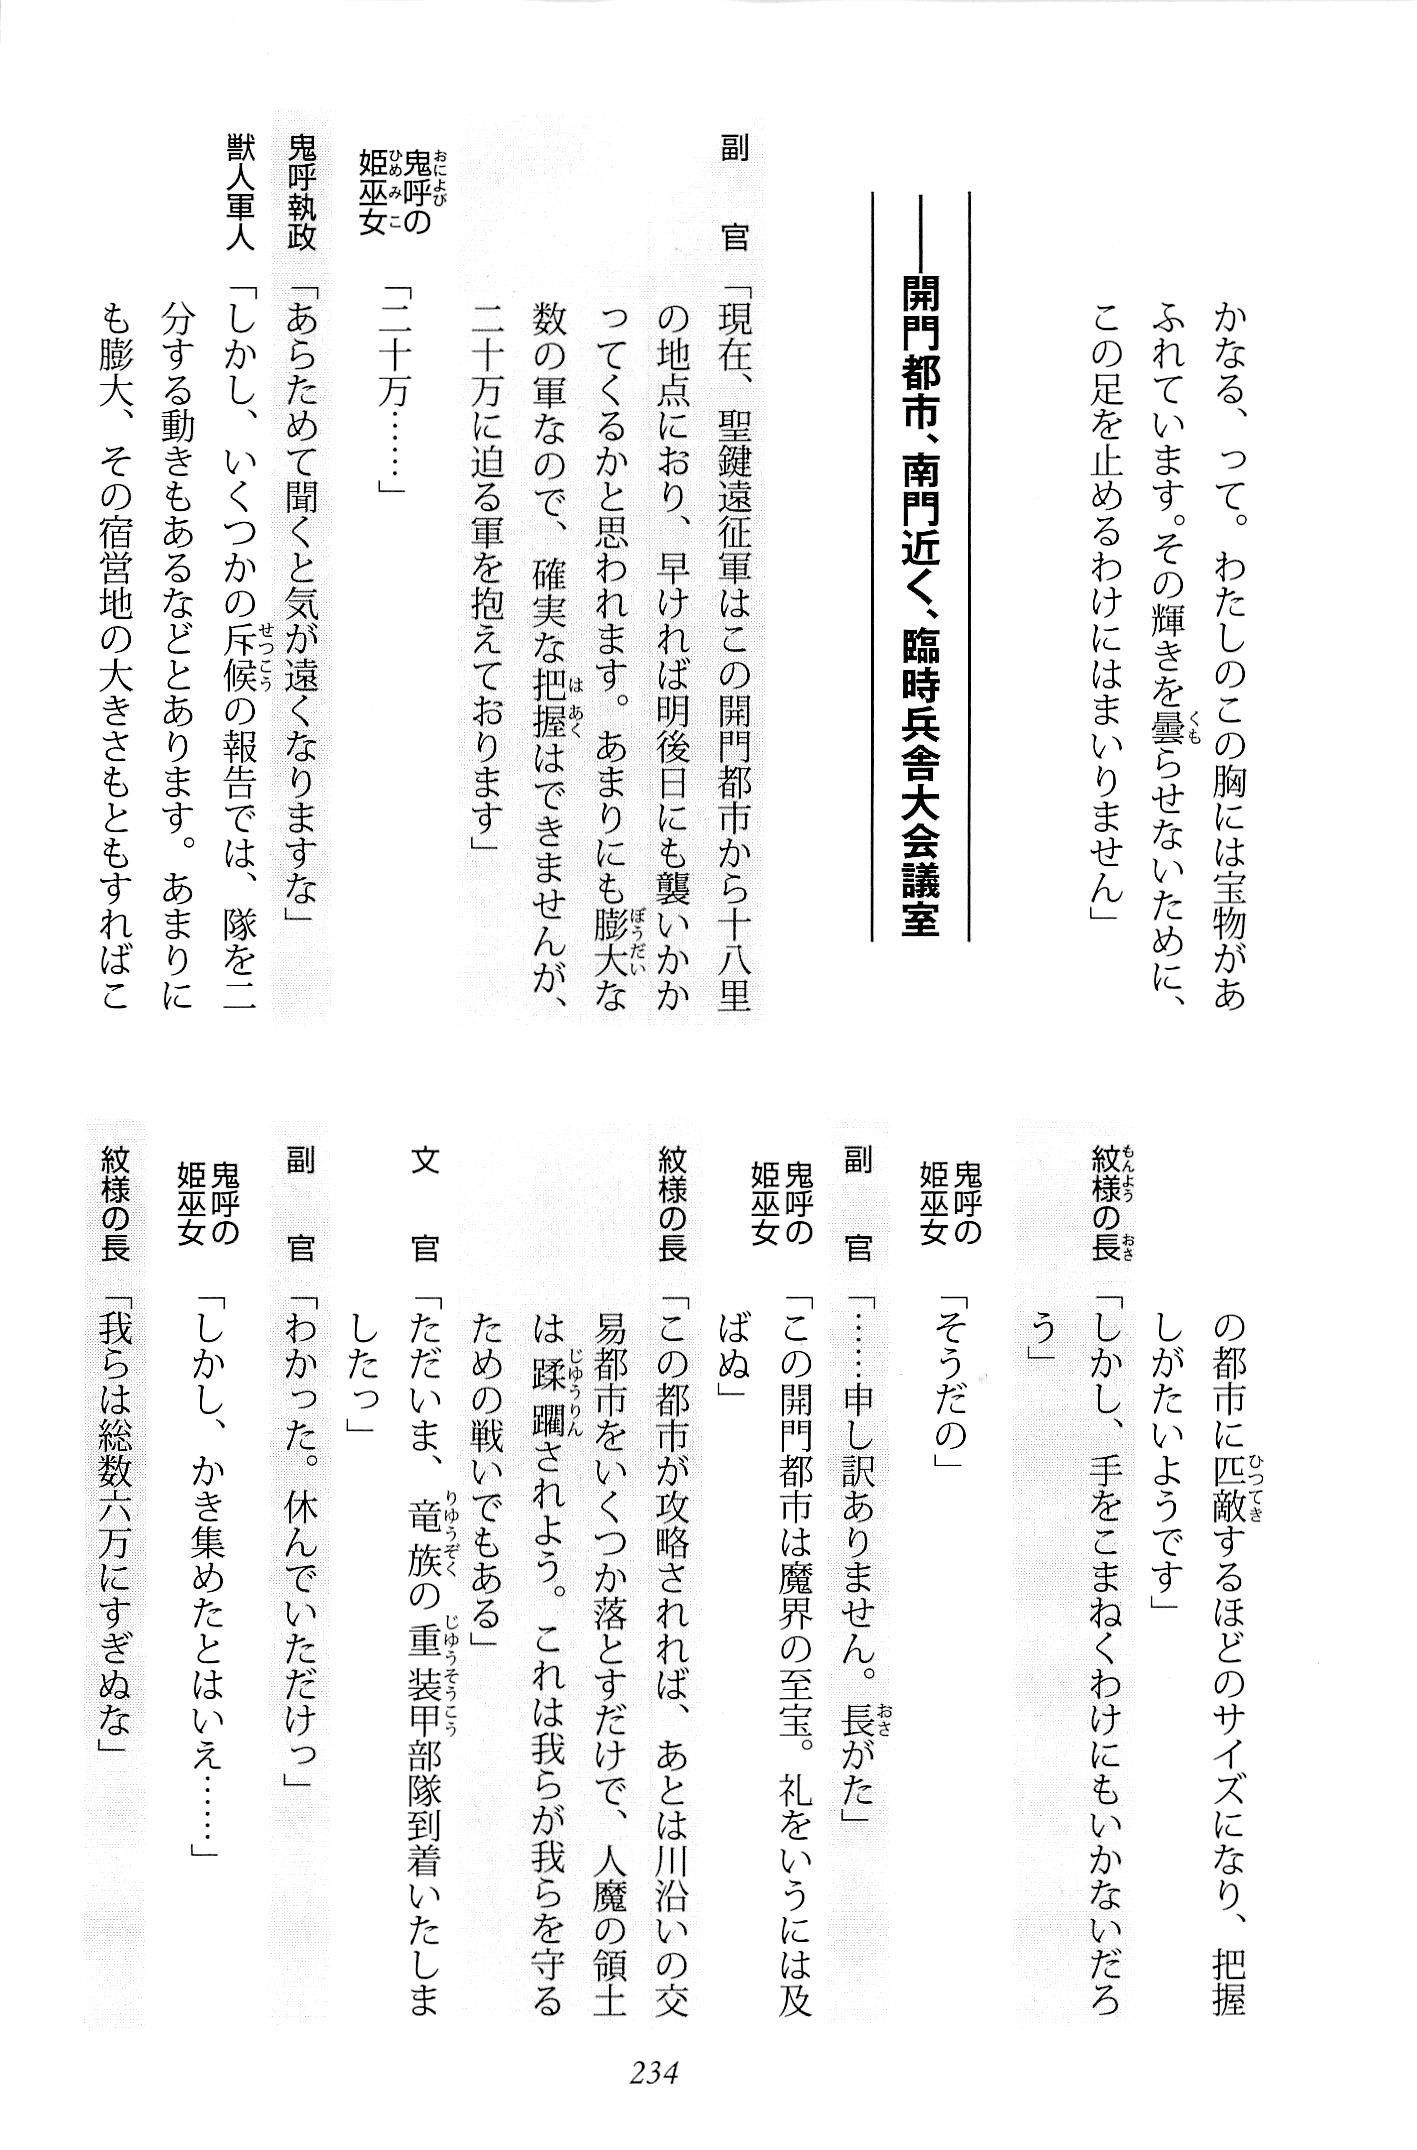 かなる、って。わたしのこの胸には宝物があ
ふれています。その輝きを曇らせないために、
この足を止めるわけにはまいりません」
――開門都市、南門近く、臨時兵舎大会議室
副官「現在、聖鍵遠征軍はこの開門都市から十八里
の地点におり、早ければ明後日にも襲いかか
ってくるかと思われます。あまりにも膨大な
数の軍なので、確実な把握はできませんが、
二十万に迫る軍を抱えております」
鬼呼の姫巫女「二十万……」
鬼呼執政「あらためて聞くと気が遠くなりますな」
獣人軍人「しかし、いくつかの斥候の報告では、隊を二
分する動きもあるなどとあります。あまりに
も膨大、その宿営地の大きさもともすればこ
の都市に匹敵するほどのサイズになり、把握
しがたいようです」
紋様の長「しかし、手をこまねくわけにもいかないだろ
う」
鬼呼の姫巫女「そうだの」
副官「……申し訳ありません。長がた」
鬼呼の姫巫女「この開門都市は魔界の至宝。礼をいうには及
ばぬ」
紋様の長「この都市が攻略されれば、あとは川沿いの交
易都市をいくつか落とすだけで、人魔の領土
は蹂躙されよう。これは我らが我らを守る
ための戦いでもある」
文官「ただいま、竜族の重装甲部隊到着いたしま
したっ」
副官「わかった。休んでいただけっ」
鬼呼の姫巫女「しかし、かき集めたとはいえ……」
紋様の長「我らは総数六万にすぎぬな」
234